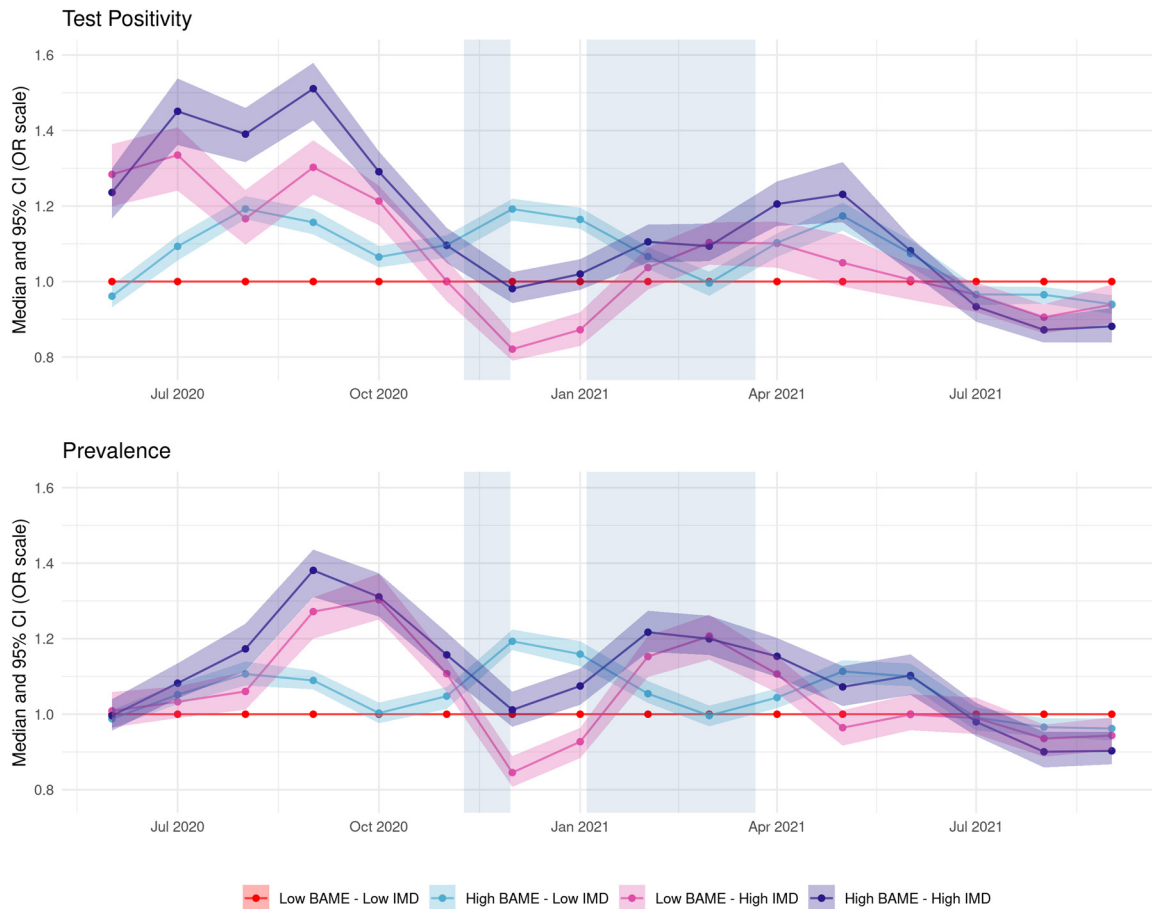 Test Positivity
Median and 95% CI (OR scale)
1.6
1.4
1.2
1.0
0.8
Jul 2020 Oct 2020 Jan 2021 Apr 2021 Jul 2021
Prevalence
Median and 95% CI (OR scale)
1.6
1.4
1.2
1.0
0.8
Jul 2020 Oct 2020 Jan 2021 Apr 2021 Jul 2021
Low BAME - Low IMD High BAME - Low IMD Low BAME - High IMD High BAME - High IMD